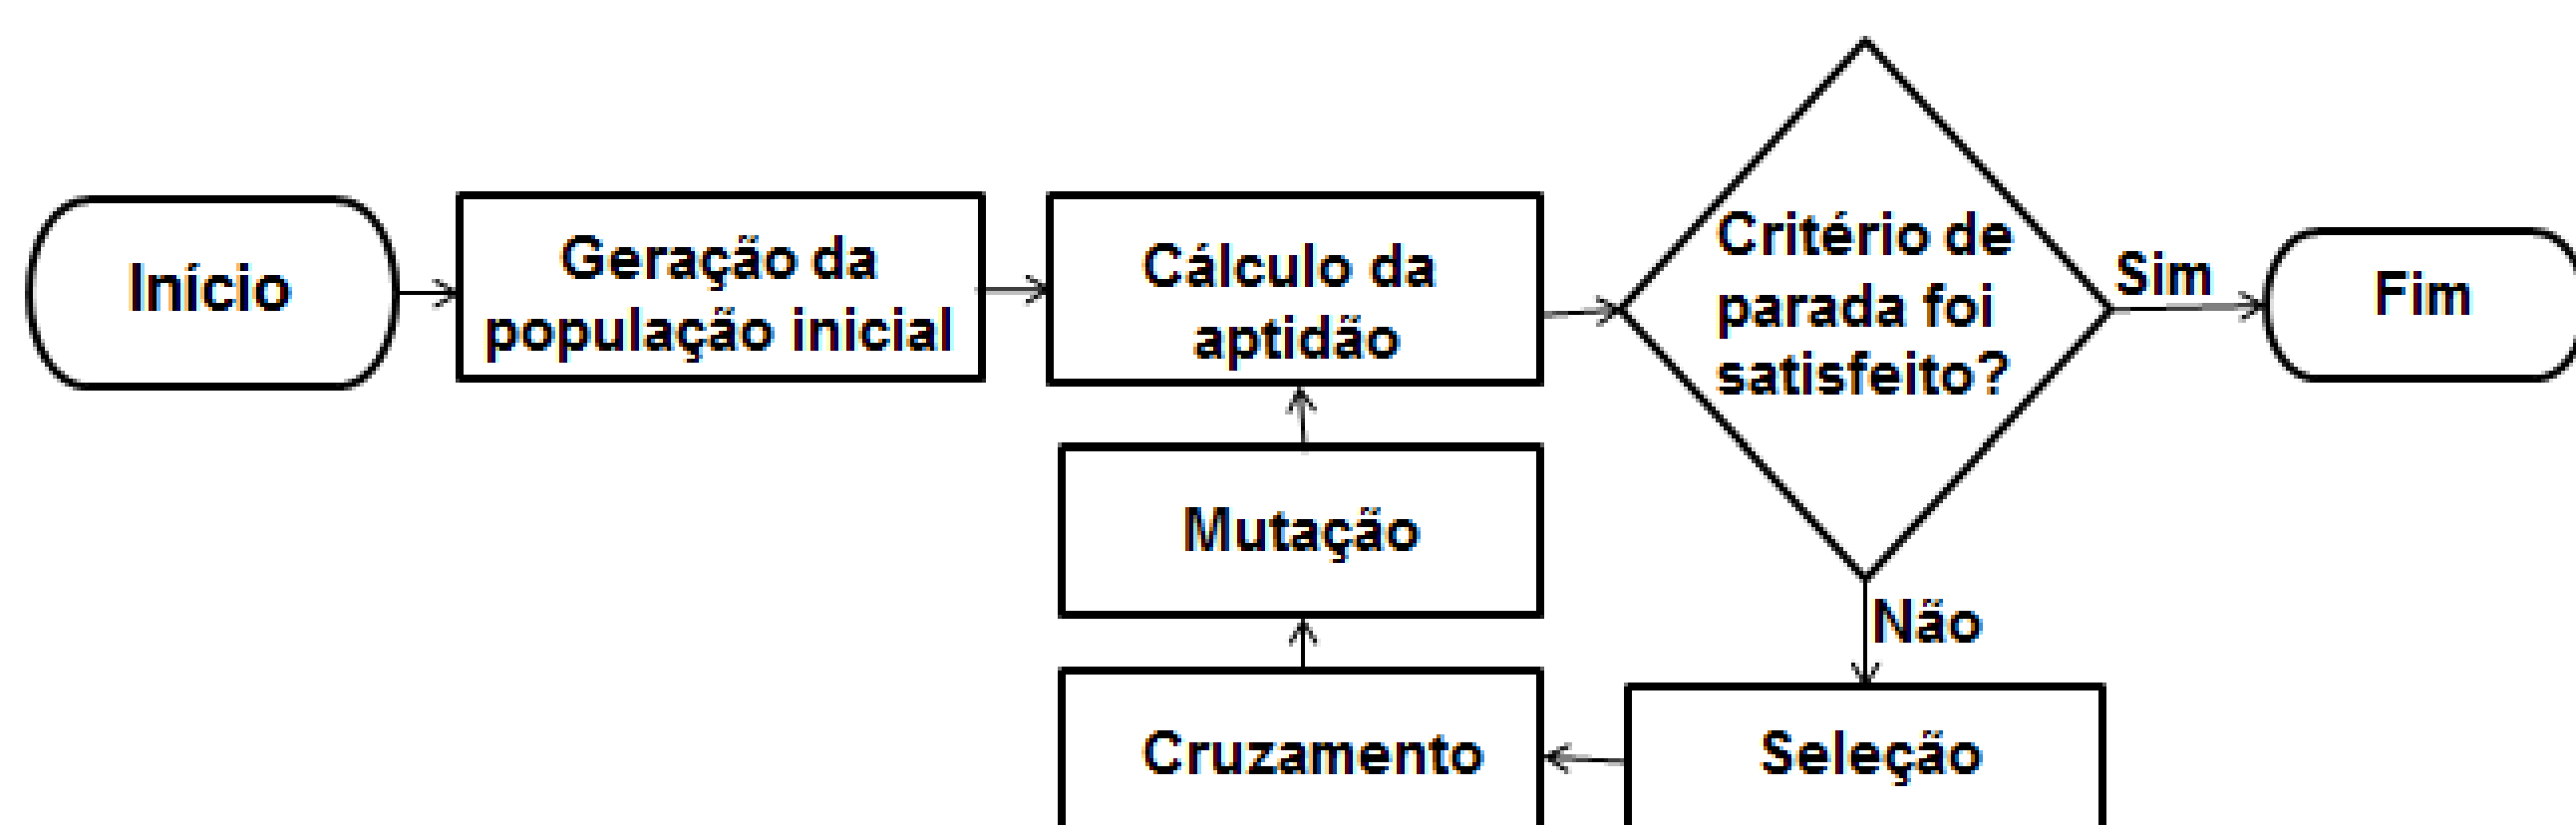 Início
Geração da
população inicial
Cálculo da
aptidão
Critério de
parada foi
satisfeito?
Sim
Fim
Mutação
Não
Cruzamento
Seleção